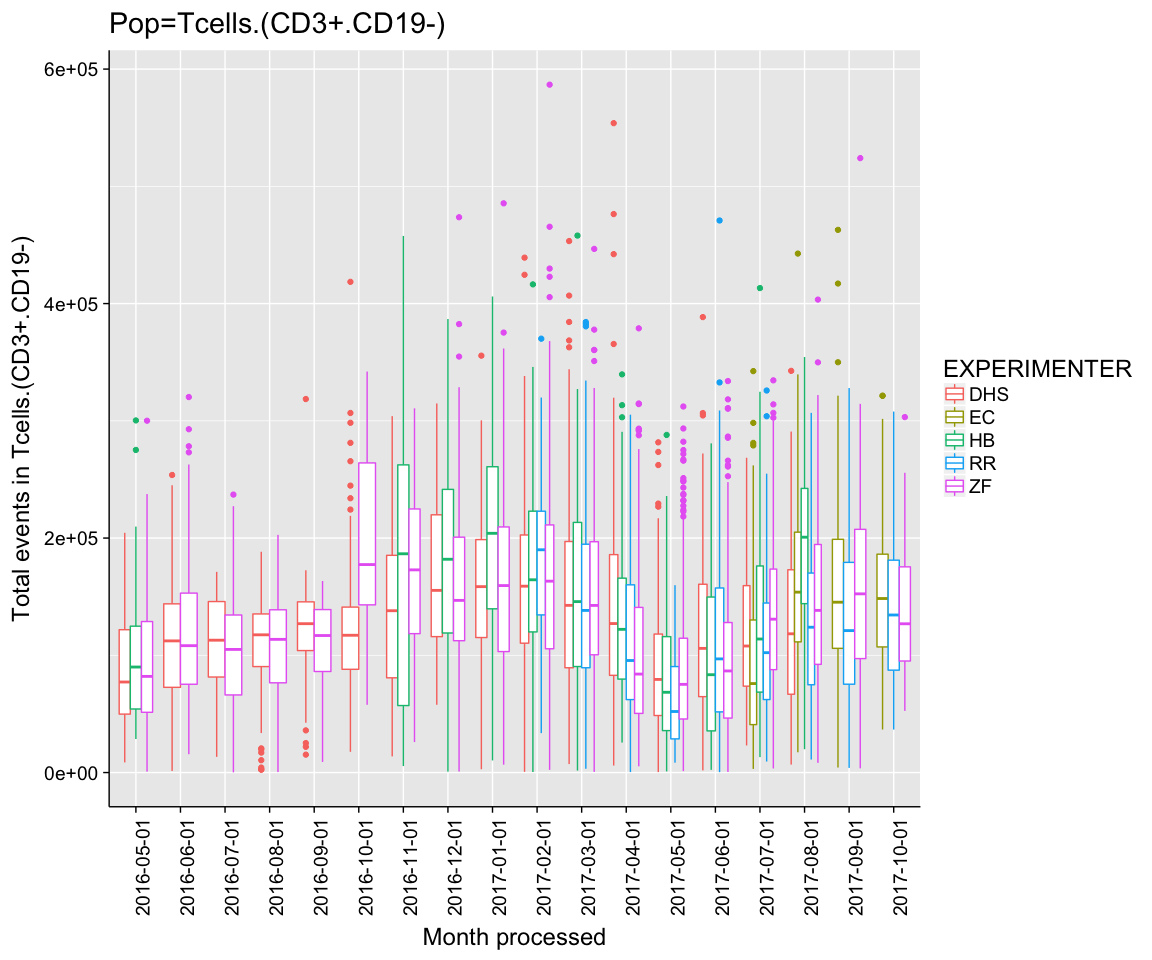 Pop=Tcells.(CD3+.CD19-)
Total events in Tcells.(CD3+.CD19-)
6e+05
4e+05
2e+05
0e+00
2016-05-01
2016-06-01
2016-07-01
2016-08-01
2016-09-01
2016-10-01
2016-11-01
2016-12-01
2017-01-01
2017-02-01
2017-03-01
2017-04-01
2017-05-01
2017-06-01
2017-07-01
2017-08-01
2017-09-01
2017-10-01
Month processed
EXPERIMENTER
DHS
EC
HB
RR
ZF